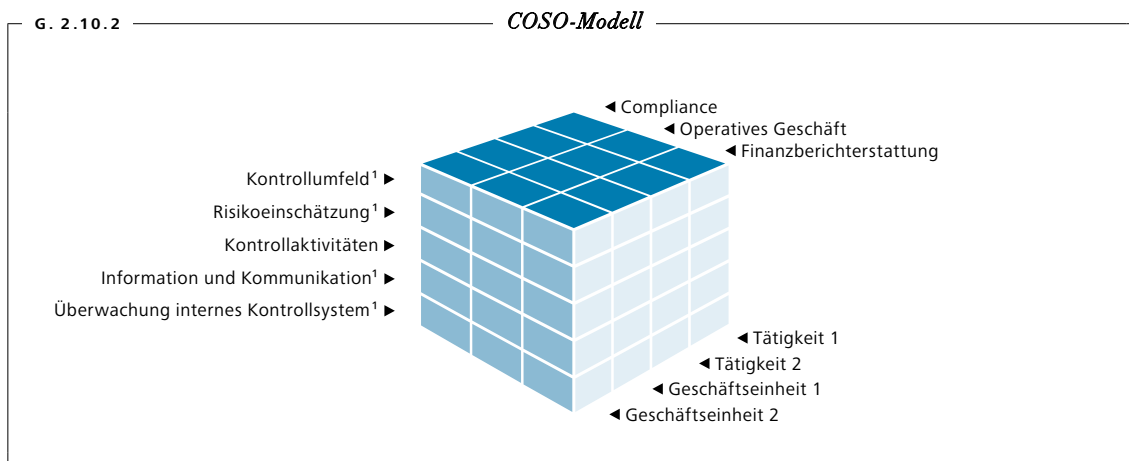 G. 2.10.2
COSO-Modell
◄ Compliance
◄ Operatives Geschäft
◄ Finanzberichterstattung
Kontrollumfeld¹ ►
Risikoeinschätzung¹ ►
Kontrollaktivitäten ►
Information und Kommunikation¹ ►
Überwachung internes Kontrollsystem¹ ►
◄ Tätigkeit 1
◄ Tätigkeit 2
◄ Geschäftseinheit 1
◄ Geschäftseinheit 2